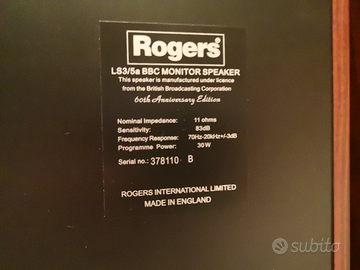 Rogers®
LS3/5a BBC MONITOR SPEAKER
This speaker is manufactured under licence
from the British Broadcasting Corporation
60th Anniversary Edition
Nominal Impedance: 11 ohms
Sensitivity: 83dB
Frequency Response: 70Hz-20kHz+/-3dB
Programme Power: 30W
Serial no.: 378110 B
ROGERS INTERNATIONAL LIMITED
MADE IN ENGLAND
subito